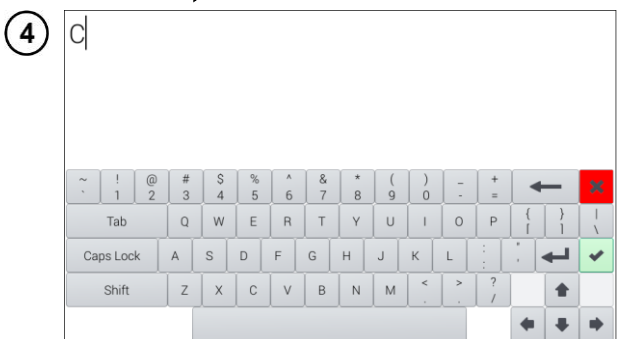 4
C
~ ! @ # $ % ^ & * ( ) _ +
` 1 2 3 4 5 6 7 8 9 0 - =
Tab Q W E R T Y U I O P { } |
[ ] \
Caps Lock A S D F G H J K L : "
; '
Shift Z X C V B N M < > ?
, . /